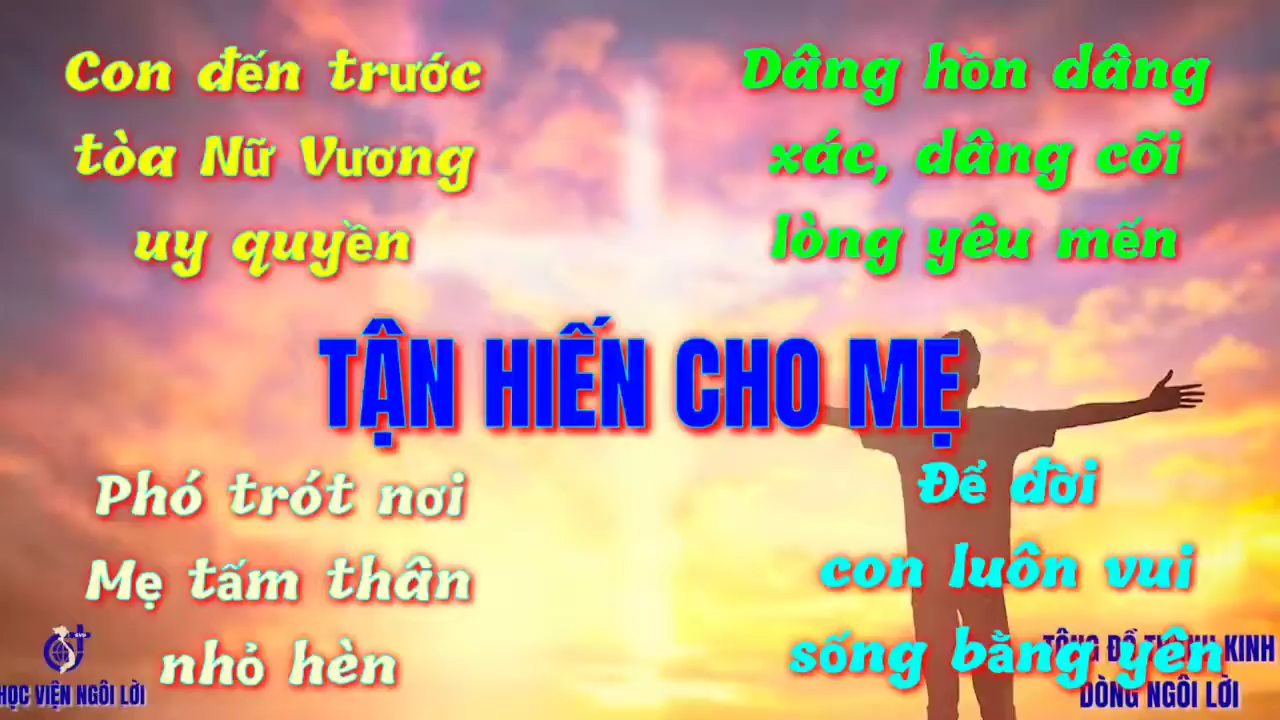 Con đến trước
tòa Nữ Vương
uy quyền
Dâng hồn dâng
xác, dâng cõi
lòng yêu mến
TẬN HIẾN CHO MẸ
Phó trót nơi
Mẹ tấm thân
nhỏ hèn
Để đời
con luôn vui
sống bằng yên
HỌC VIỆN NGÔI LỜI
TÔNG ĐỒ KINH
DÒNG NGÔI LỜI